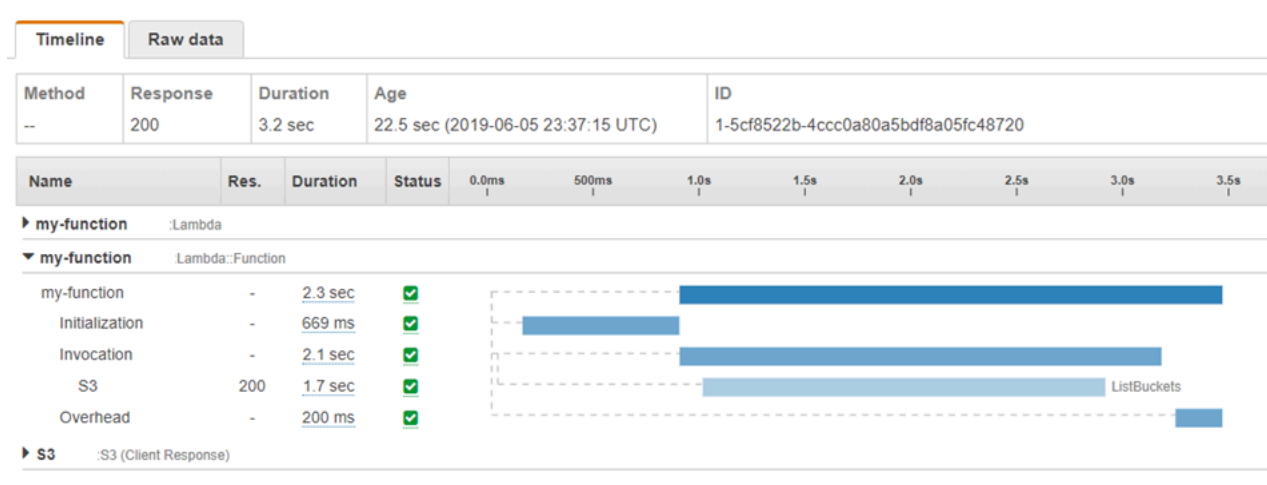 Timeline Raw data
Method Response Duration Age ID
-- 200 3.2 sec 22.5 sec (2019-06-05 23:37:15 UTC) 1-5cf8522b-4ccc0a80a5bdf8a05fc48720
Name Res. Duration Status 0.0ms 500ms 1.0s 1.5s 2.0s 2.5s 3.0s 3.5s
my-function :Lambda
my-function :Lambda::Function
my-function - 2.3 sec
Initialization - 669 ms
Invocation - 2.1 sec
S3 200 1.7 sec ListBuckets
Overhead - 200 ms
S3 :S3 (Client Response)